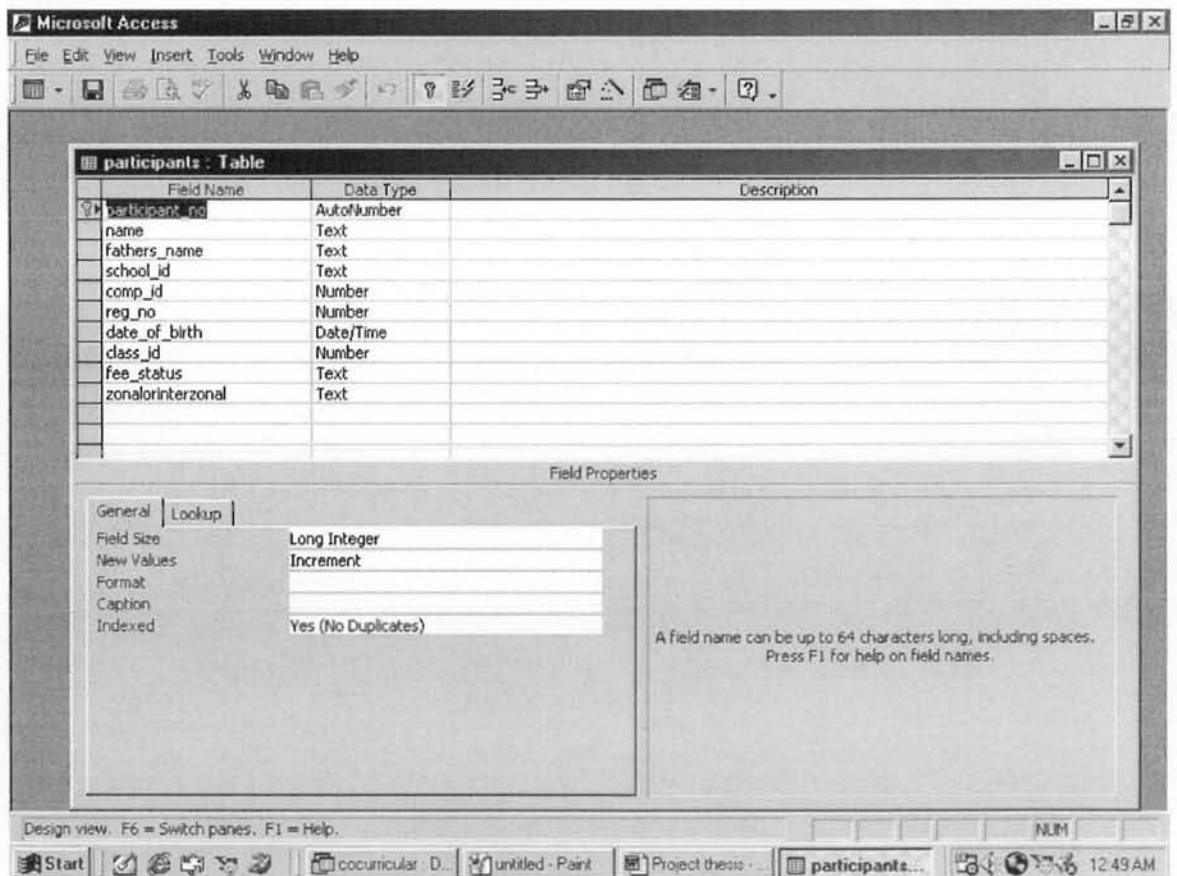 Microsoft Access
File Edit View Insert Tools Window Help
participants : Table
Field Name Data Type Description
participant_no AutoNumber
name Text
fathers_name Text
school_id Text
comp_id Number
reg_no Number
date_of_birth Date/Time
class_id Number
fee_status Text
zonalorinterzonal Text
Field Properties
General Lookup
Field Size Long Integer
New Values Increment
Format
Caption
Indexed Yes (No Duplicates)
A field name can be up to 64 characters long, including spaces.
Press F1 for help on field names.
Design view. F6 = Switch panes. F1 = Help. NUM
Start cocurricular : D... untitled - Paint Project thesis - ... participants... 12:49 AM